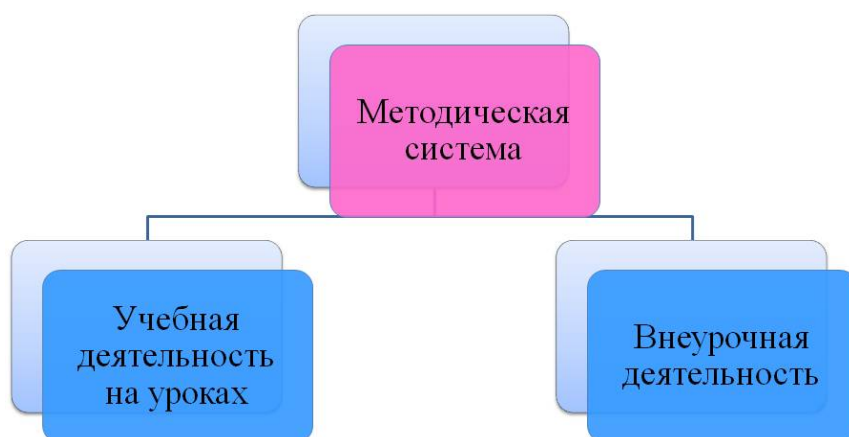 Методическая
система
Учебная
деятельность
на уроках
Внеурочная
деятельность